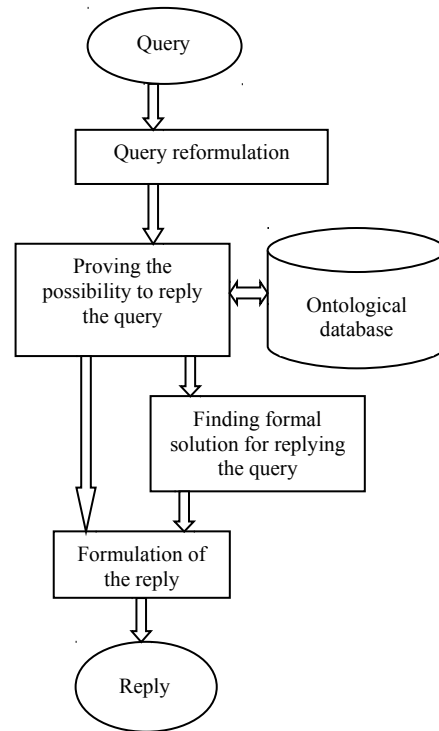 Query
Query reformulation
Proving the
possibility to reply
the query
Ontological
database
Finding formal
solution for replying
the query
Formulation of
the reply
Reply